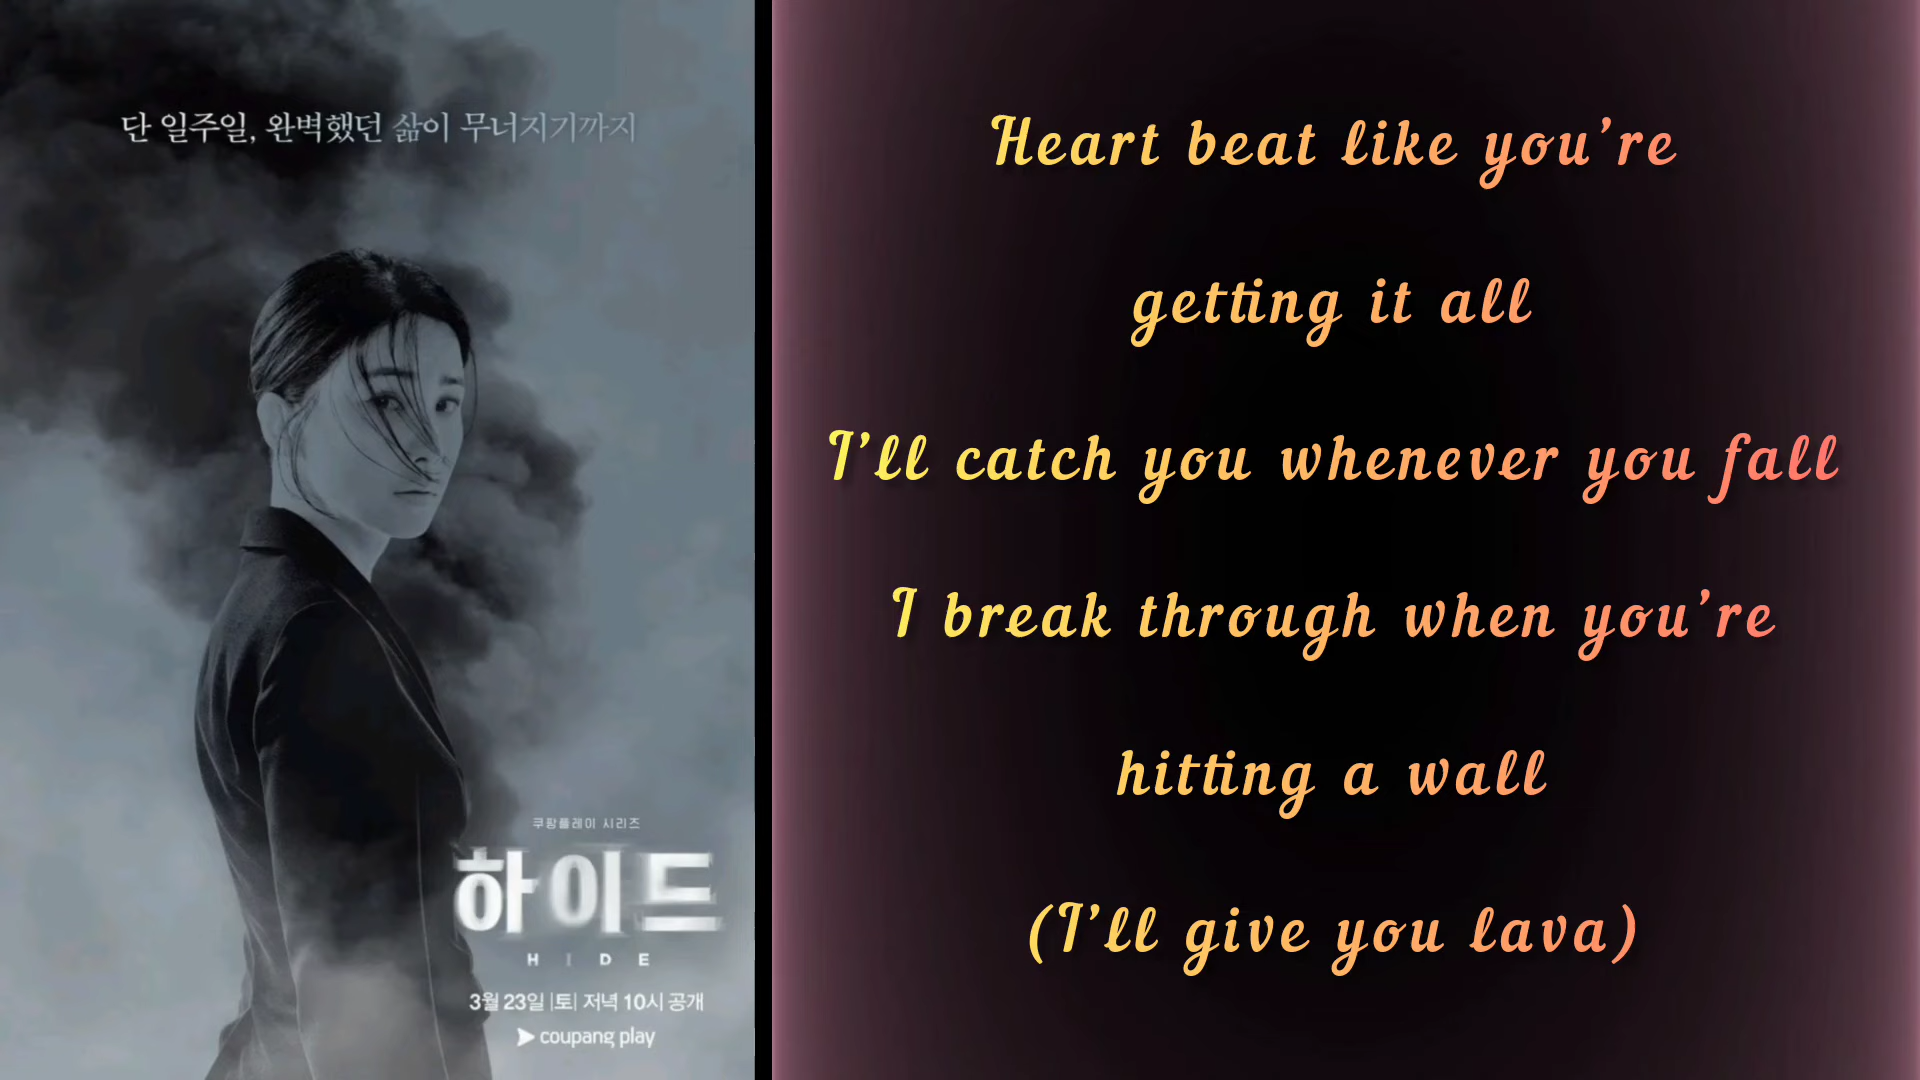 단 일주일, 완벽했던 삶이 무너지기까지
쿠팡플레이 시리즈
하이드
HIDE
3월 23일 |토| 저녁 10시 공개
coupang play
Heart beat like you’re
getting it all
I’ll catch you whenever you fall
I break through when you’re
hitting a wall
(I’ll give you lava)